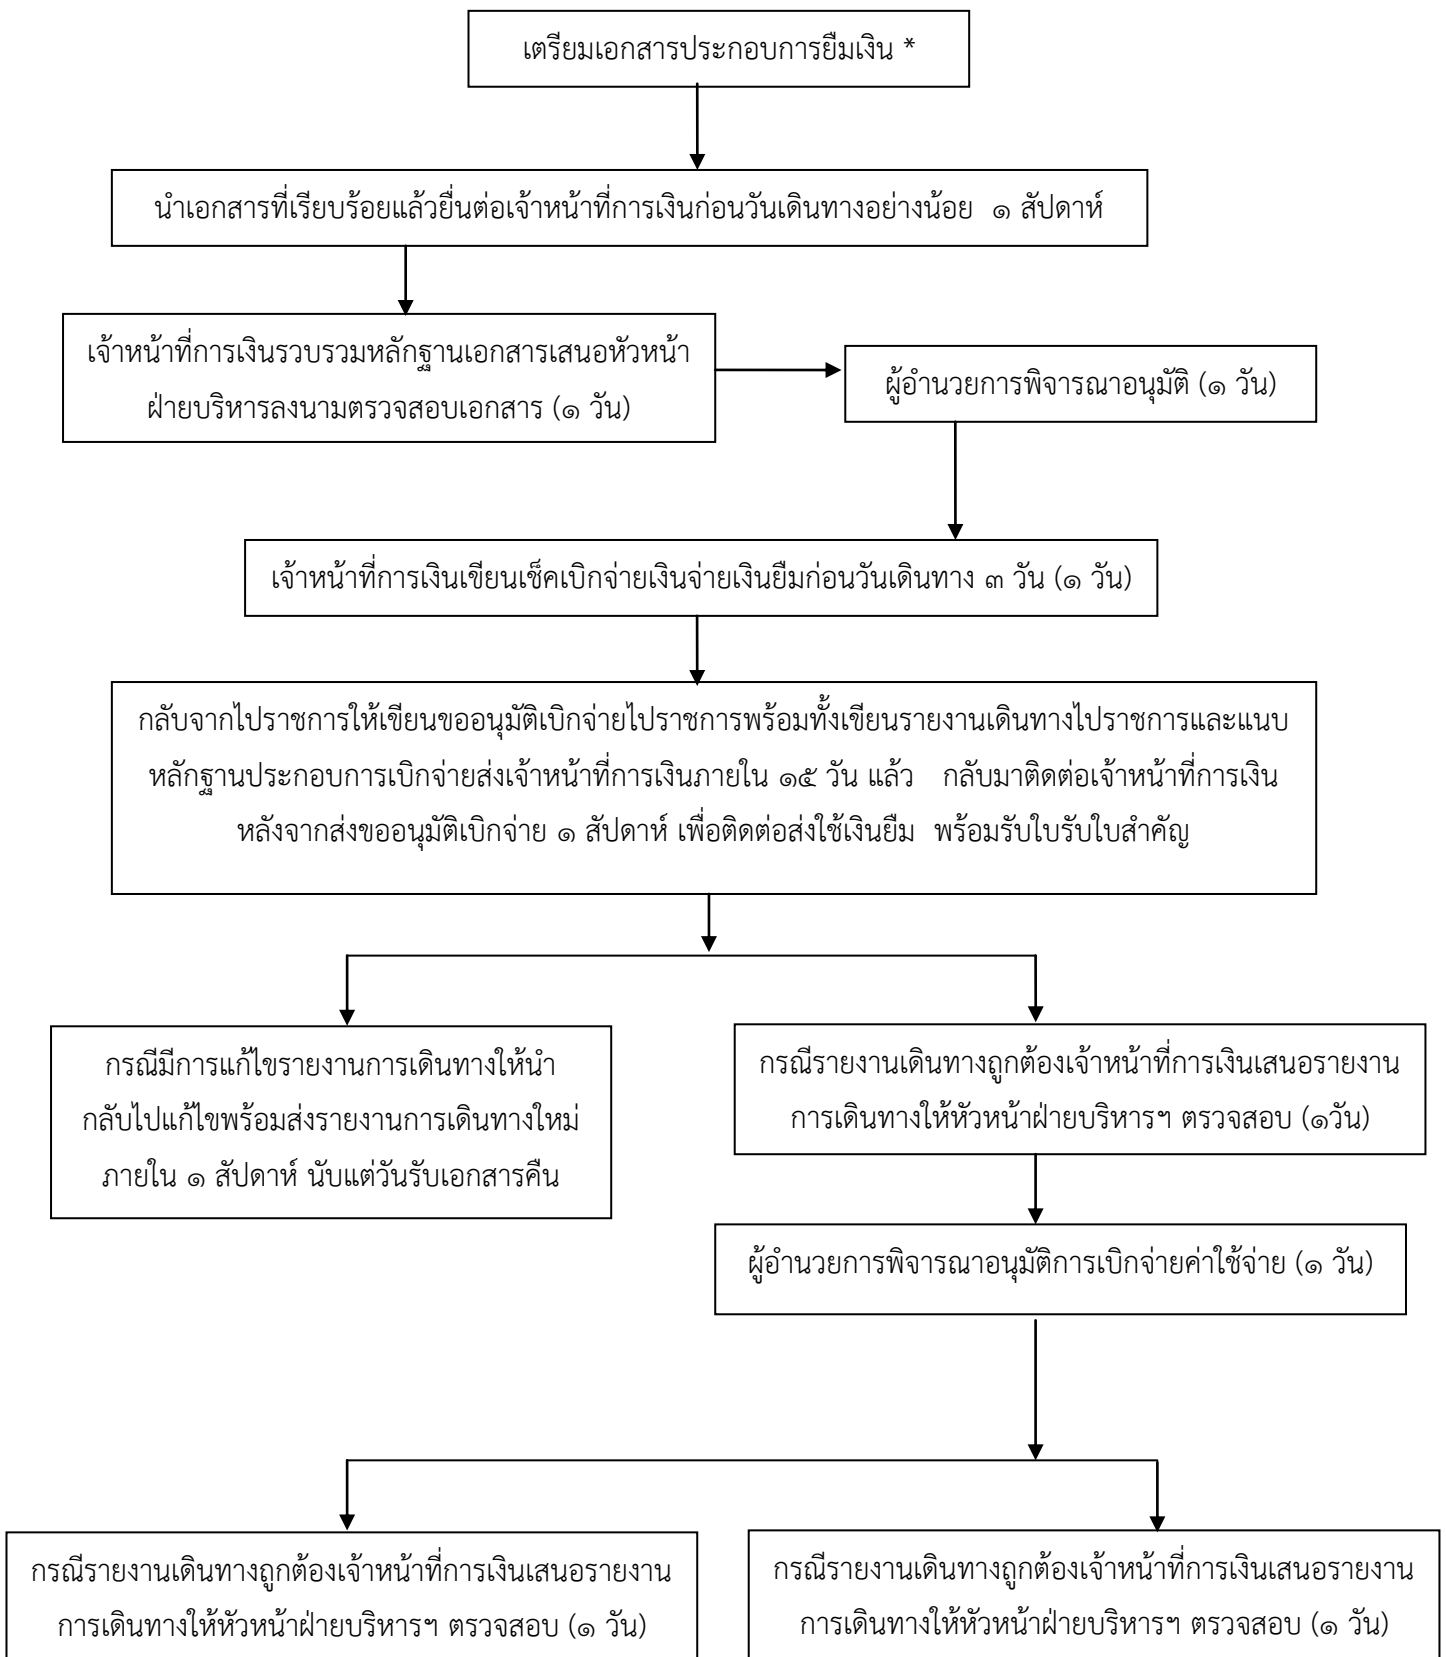 เตรียมเอกสารประกอบการยืมเงิน *
นำเอกสารที่เรียบร้อยแล้วยื่นต่อเจ้าหน้าที่การเงินก่อนวันเดินทางอย่างน้อย ๑ สัปดาห์
เจ้าหน้าที่การเงินรวบรวมหลักฐานเอกสารเสนอหัวหน้า
ฝ่ายบริหารลงนามตรวจสอบเอกสาร (๑ วัน)
ผู้อำนวยการพิจารณาอนุมัติ (๑ วัน)
เจ้าหน้าที่การเงินเขียนเช็คเบิกจ่ายเงินจ่ายเงินยืมก่อนวันเดินทาง ๓ วัน (๑ วัน)
กลับจากไปราชการให้เขียนขออนุมัติเบิกจ่ายไปราชการพร้อมทั้งเขียนรายงานเดินทางไปราชการและแนบ
หลักฐานประกอบการเบิกจ่ายส่งเจ้าหน้าที่การเงินภายใน ๑๕ วัน แล้ว กลับมาติดต่อเจ้าหน้าที่การเงิน
หลังจากส่งขออนุมัติเบิกจ่าย ๑ สัปดาห์ เพื่อติดต่อส่งใช้เงินยืม พร้อมรับใบรับใบสำคัญ
กรณีมีการแก้ไขรายงานการเดินทางให้นำ
กลับไปแก้ไขพร้อมส่งรายงานการเดินทางใหม่
ภายใน ๑ สัปดาห์ นับแต่วันรับเอกสารคืน
กรณีรายงานเดินทางถูกต้องเจ้าหน้าที่การเงินเสนอรายงาน
การเดินทางให้หัวหน้าฝ่ายบริหารฯ ตรวจสอบ (๑วัน)
ผู้อำนวยการพิจารณาอนุมัติการเบิกจ่ายค่าใช้จ่าย (๑ วัน)
กรณีรายงานเดินทางถูกต้องเจ้าหน้าที่การเงินเสนอรายงาน
การเดินทางให้หัวหน้าฝ่ายบริหารฯ ตรวจสอบ (๑ วัน)
กรณีรายงานเดินทางถูกต้องเจ้าหน้าที่การเงินเสนอรายงาน
การเดินทางให้หัวหน้าฝ่ายบริหารฯ ตรวจสอบ (๑ วัน)